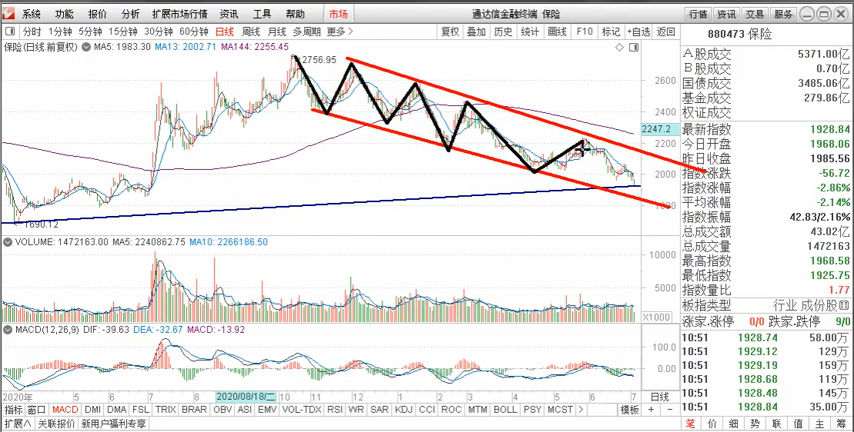 系统 功能 报价 分析 扩展市场行情 资讯 工具 帮助 市场 通达信金融终端 保险 行情 资讯 交易 服务
分时 1分钟 5分钟 15分钟 30分钟 60分钟 日线 周线 月线 多周期 更多 复权 叠加 历史 统计 画线 F10 标记 +自选 返回
保险(日线.前复权) MA5: 1983.30 MA13: 2002.71 MA144: 2255.45
2756.95
2600
2400
2247.2
2200
2000
1800
1690.12
VOLUME: 1472163.00 MA5: 2240862.75 MA10: 2266186.50
10000
5000
X1000
MACD(12,26,9) DIF: -39.63 DEA: -32.67 MACD: -13.92
100.0
0.00
2020年 5 6 7 8 2020/08/18/二 10 11 12 2 3 4 5 6 7 日线
指标 窗口 MACD DMI DMA FSL TRIX BRAR OBV ASI EMV VOL-TDX RSI WR SAR KDJ CCI ROC MTM BOLL PSY MCST > 模板 + -
扩展∧ 关联报价 新用户福利专享
880473 保险
A股成交 5371.00亿
B股成交 0.70亿
国债成交 3485.06亿
基金成交 279.86亿
权证成交
最新指数 1928.84
今日开盘 1968.06
昨日收盘 1985.56
指数涨跌 -56.72
指数涨幅 -2.86%
平均涨幅 -2.14%
指数振幅 42.83/2.16%
总成交额 43.02亿
总成交量 1472163
最高指数 1968.58
最低指数 1925.75
指数量比 1.77
板指类型 行业 成份股
涨家.涨停 0/0 跌家.跌停 9/0
10:51 1928.74 58.00万
10:51 1929.12 129万
10:51 1929.19 159万
10:51 1928.68 119万
10:51 1928.48 145万
10:51 1928.84 35.00万
笔 价 细 势 联 值 主 筹